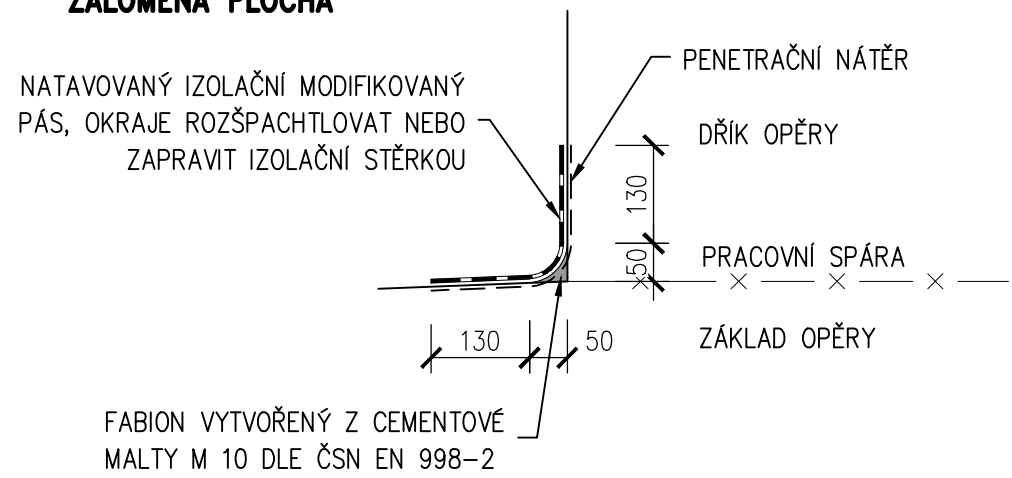 ZALOMENÁ PLOCHA
NATAVOVANÝ IZOLAČNÍ MODIFIKOVANÝ
PÁS, OKRAJE ROZŠPACHTLOVAT NEBO
ZAPRAVIT IZOLAČNÍ STĚRKOU
PENETRAČNÍ NÁTĚR
DŘÍK OPĚRY
130
PRACOVNÍ SPÁRA
50
ZÁKLAD OPĚRY
130
50
FABION VYTVOŘENÝ Z CEMENTOVÉ
MALTY M 10 DLE ČSN EN 998-2